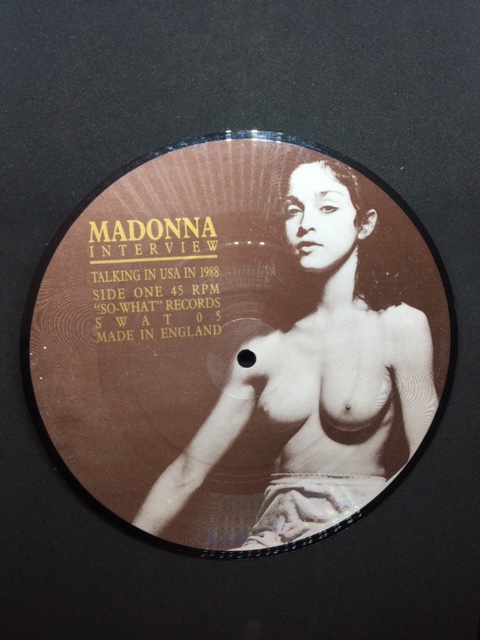 MADONNA
INTERVIEW
TALKING IN USA IN 1988
SIDE ONE 45 RPM
"SO-WHAT" RECORDS
SWAT 05
MADE IN ENGLAND